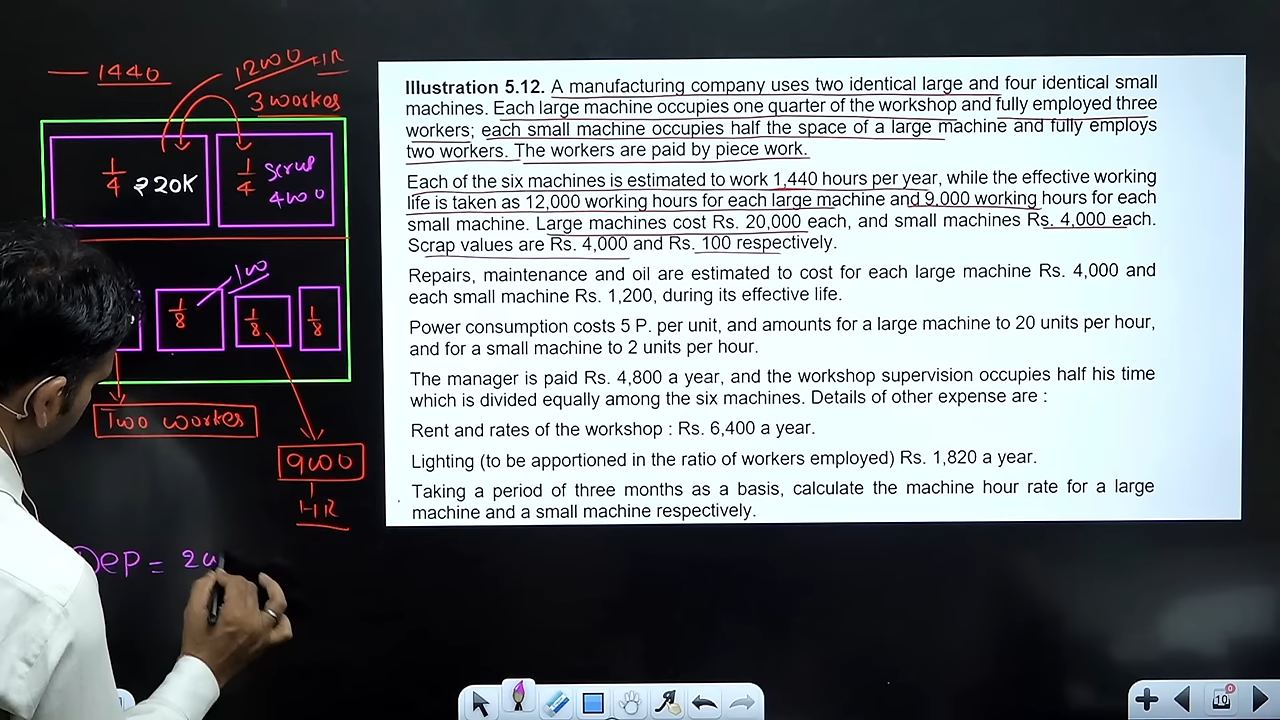 1440
12000 HR
3 workes
1/4 ₹20K
1/4 Scrap
4000
100
1/8
1/8
1/8
Two workes
9000
HR
Dep = 20
Illustration 5.12. A manufacturing company uses two identical large and four identical small
machines. Each large machine occupies one quarter of the workshop and fully employed three
workers; each small machine occupies half the space of a large machine and fully employs
two workers. The workers are paid by piece work.
Each of the six machines is estimated to work 1,440 hours per year, while the effective working
life is taken as 12,000 working hours for each large machine and 9,000 working hours for each
small machine. Large machines cost Rs. 20,000 each, and small machines Rs. 4,000 each.
Scrap values are Rs. 4,000 and Rs. 100 respectively.
Repairs, maintenance and oil are estimated to cost for each large machine Rs. 4,000 and
each small machine Rs. 1,200, during its effective life.
Power consumption costs 5 P. per unit, and amounts for a large machine to 20 units per hour,
and for a small machine to 2 units per hour.
The manager is paid Rs. 4,800 a year, and the workshop supervision occupies half his time
which is divided equally among the six machines. Details of other expense are :
Rent and rates of the workshop : Rs. 6,400 a year.
Lighting (to be apportioned in the ratio of workers employed) Rs. 1,820 a year.
Taking a period of three months as a basis, calculate the machine hour rate for a large
machine and a small machine respectively.
10
0